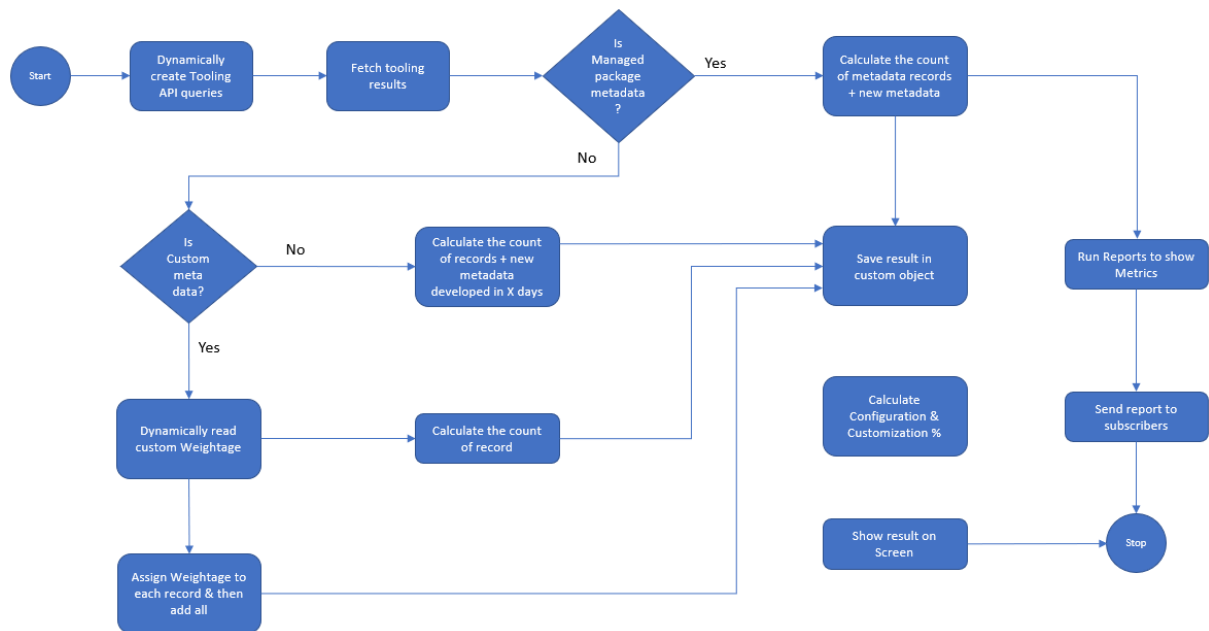 Start
Dynamically
create Tooling
API queries
Fetch tooling
results
Is
Managed
package
metadata
?
Yes
Calculate the count
of metadata records
+ new metadata
No
Is
Custom
meta
data?
No
Calculate the count
of records + new
metadata
developed in X days
Save result in
custom object
Run Reports to show
Metrics
Yes
Dynamically read
custom Weightage
Calculate the count
of record
Calculate
Configuration &
Customization %
Send report to
subscribers
Show result on
Screen
Stop
Assign Weightage to
each record & then
add all